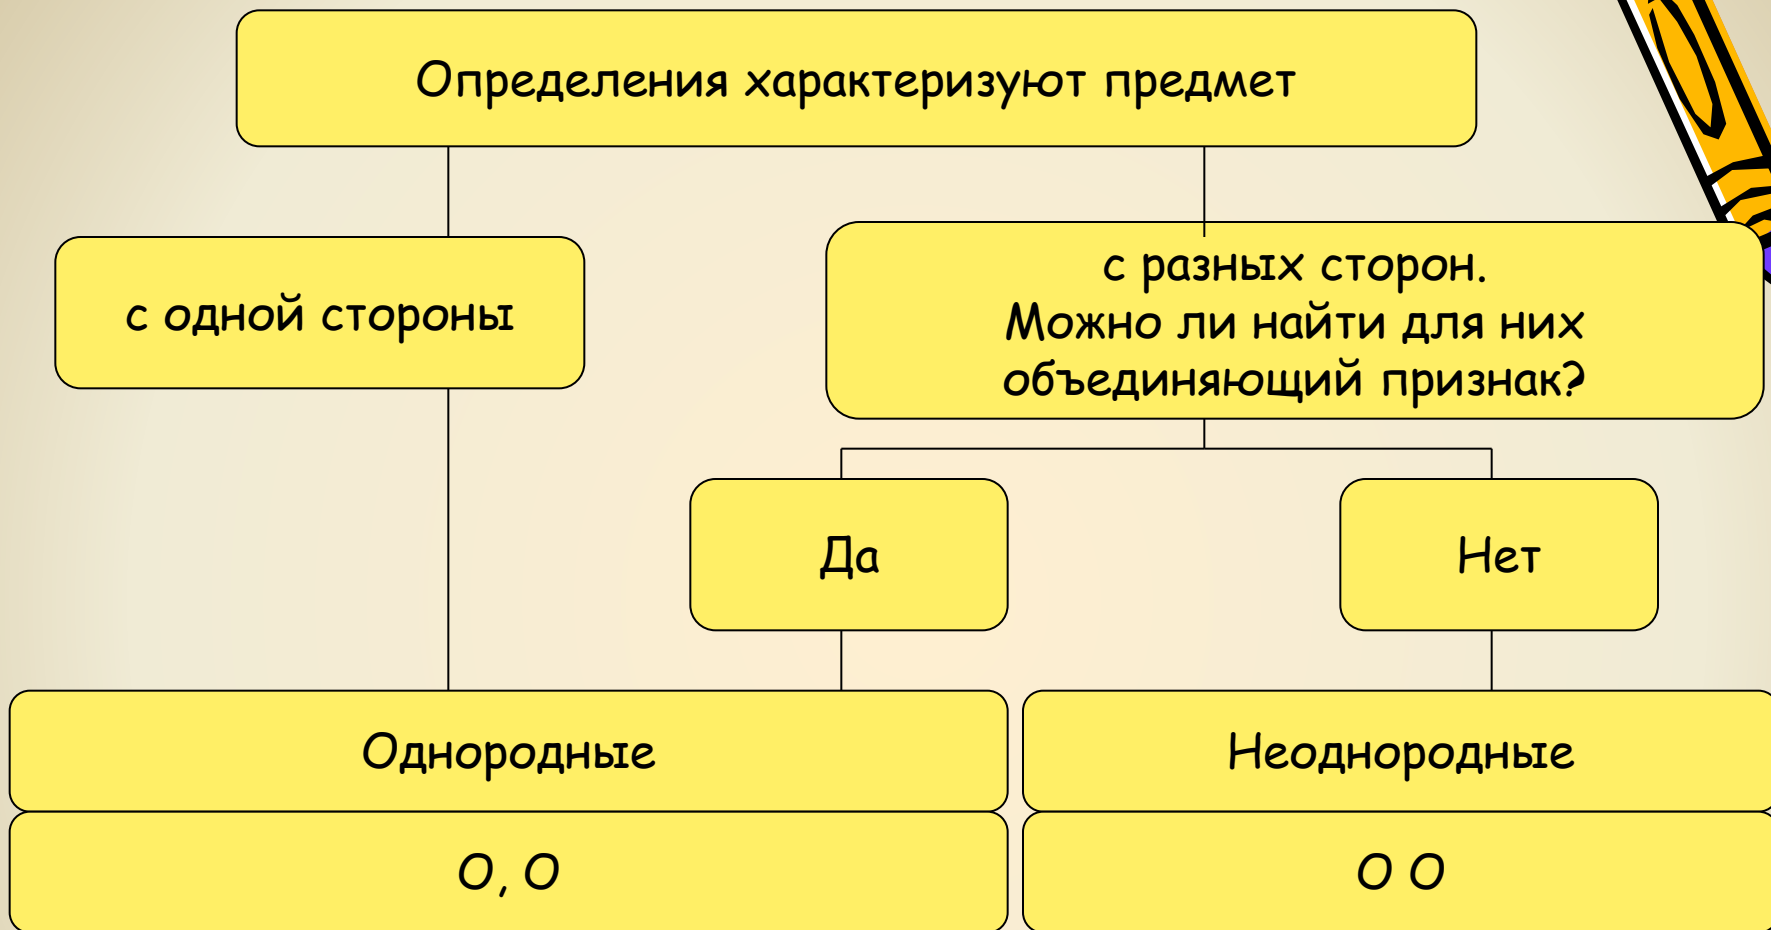 Определения характеризуют предмет
с одной стороны
с разных сторон.
Можно ли найти для них
объединяющий признак?
Да
Нет
Однородные
Неоднородные
О, О
О О